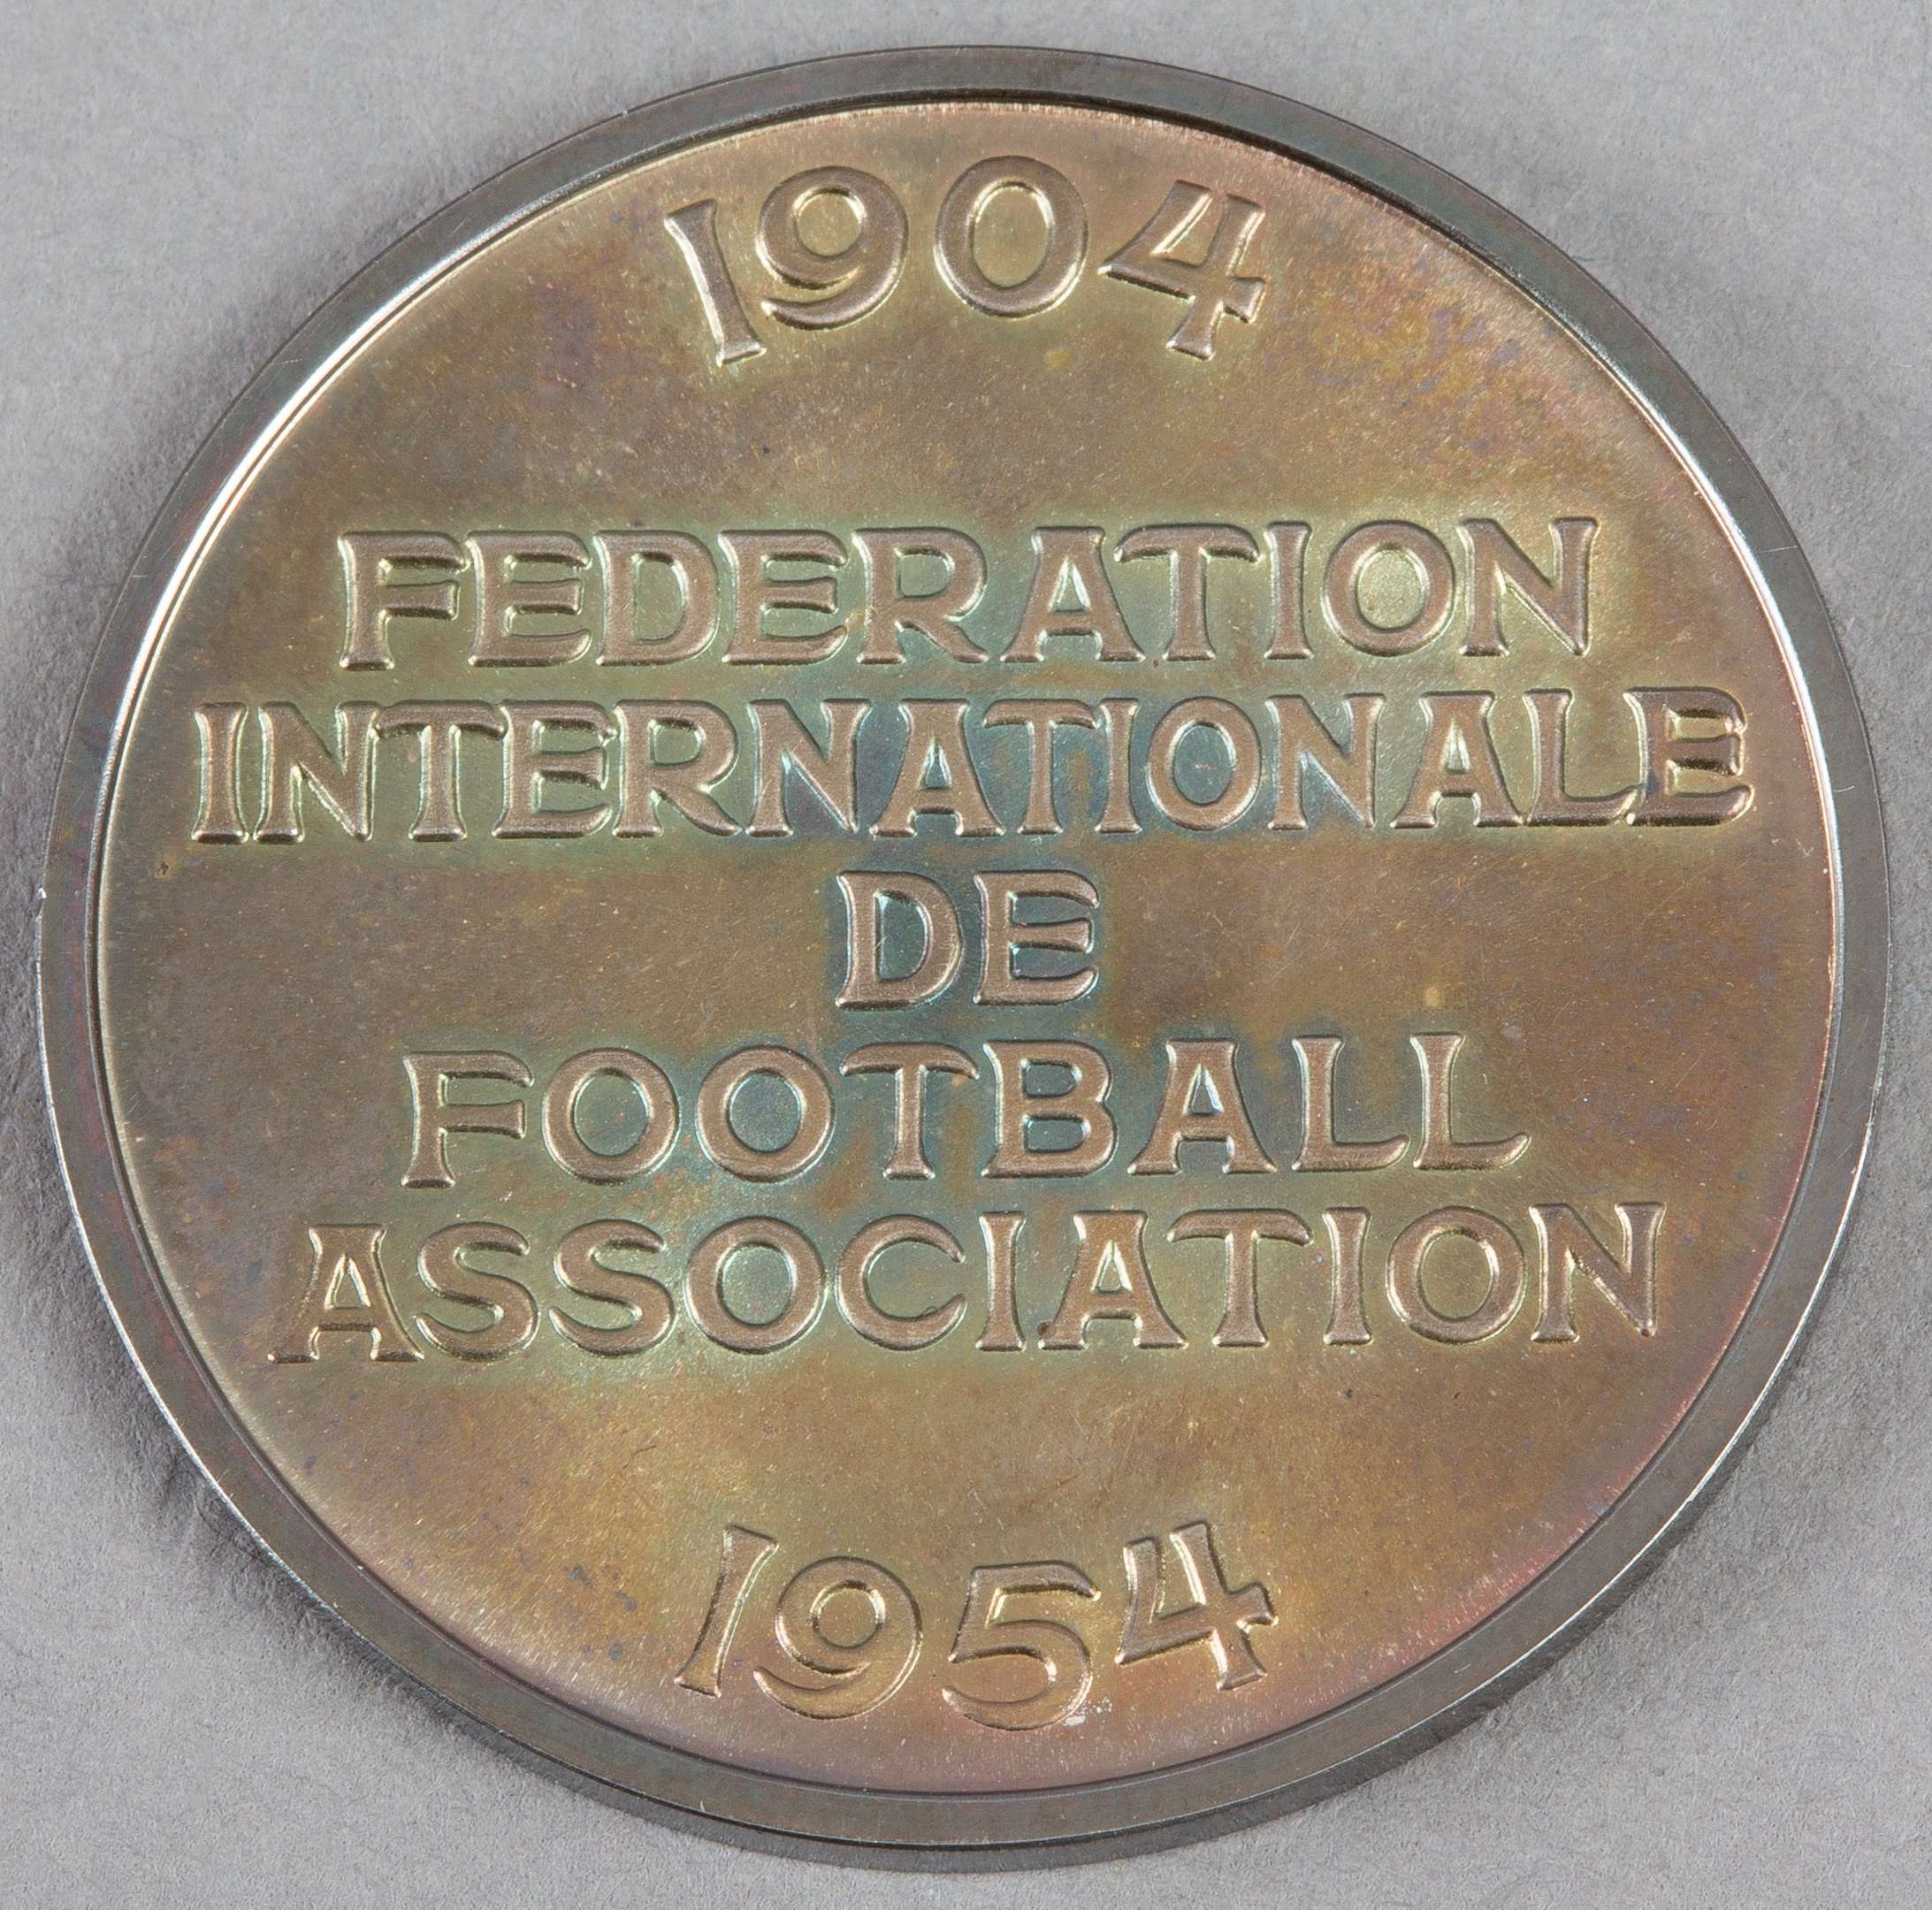 1904
FEDERATION
INTERNATIONALE
DE
FOOTBALL
ASSOCIATION
1954